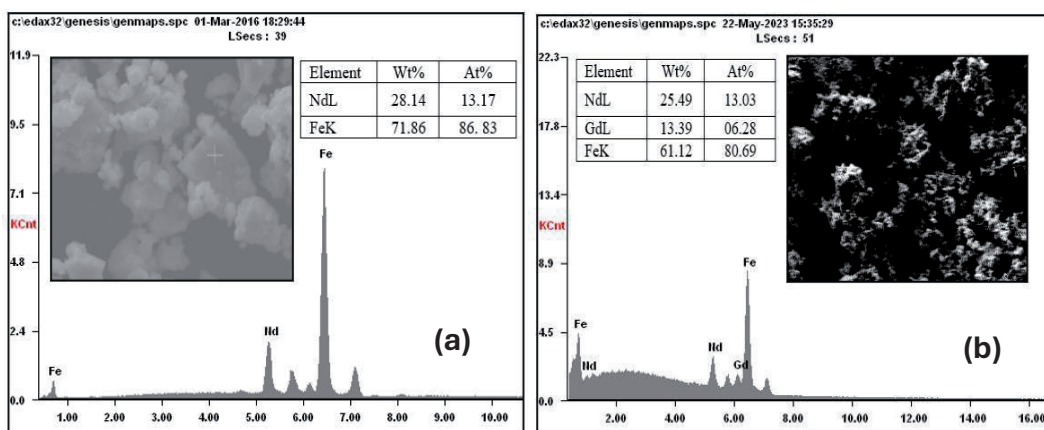 c:\edax32\genesis\genmaps.spc 01-Mar-2016 18:29:44
LSecs : 39
11.9
9.5
7.1
KCnt
4.8
2.4
0.0
Element Wt% At%
NdL 28.14 13.17
FeK 71.86 86. 83
Fe
Nd
Fe
(a)
1.00 2.00 3.00 4.00 5.00 6.00 7.00 8.00 9.00 10.00
c:\edax32\genesis\genmaps.spc 22-May-2023 15:35:29
LSecs : 51
22.3
17.8
13.4
KCnt
8.9
4.5
0.0
Element Wt% At%
NdL 25.49 13.03
GdL 13.39 06.28
FeK 61.12 80.69
Fe
Fe
Nd
Nd
Gd
(b)
2.00 4.00 6.00 8.00 10.00 12.00 14.00 16.00